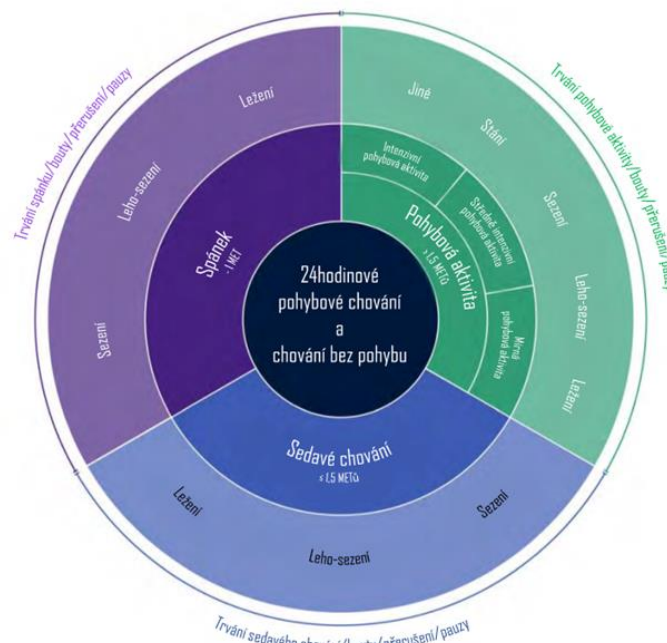 24hodinové
pohybové chování
a
chování bez pohybu
Spánek
~1 MET
Ležení
Leho-sezení
Sezení
Trvání spánku/bouty/přerušení/pauzy
Pohybová aktivita
>1,5 METů
Intenzivní
pohybová aktivita
Středně intenzivní
pohybová aktivita
Mírná
pohybová aktivita
Jiné
Stání
Sezení
Leho-sezení
Ležení
Trvání pohybové aktivity/bouty/přerušení/pauzy
Sedavé chování
≤ 1,5 METů
Ležení
Leho-sezení
Sezení
Trvání sedavého chování/bouty/přerušení/pauzy